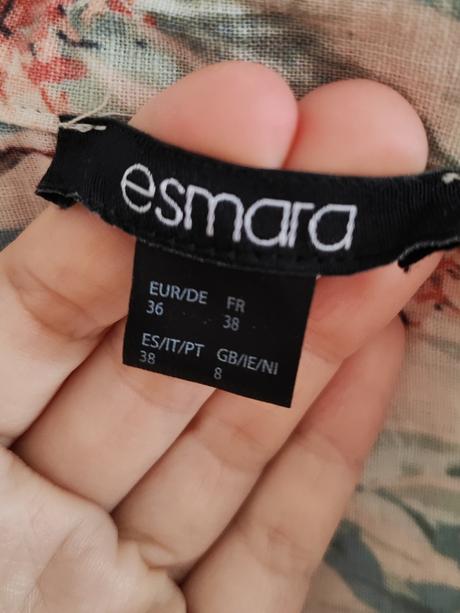 esmara
EUR/DE FR
36 38
ES/IT/PT GB/IE/NI
38 8